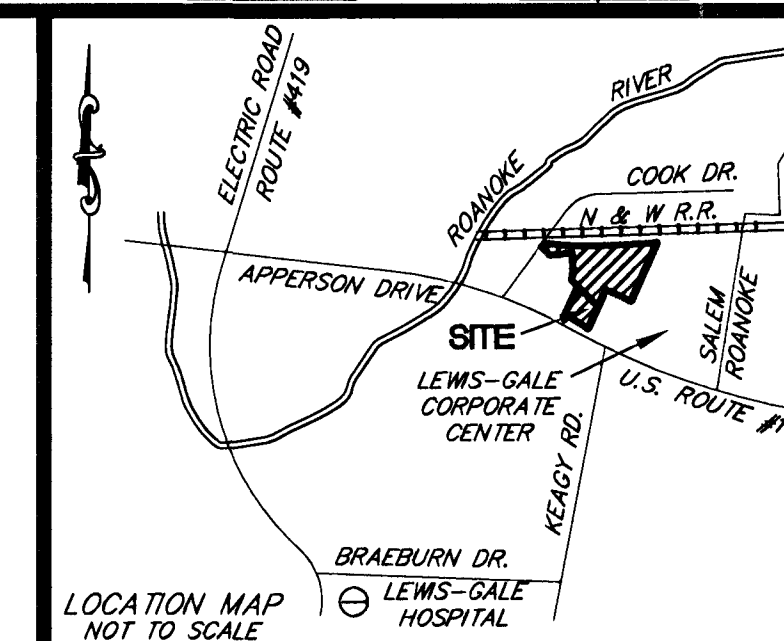 ELECTRIC ROAD
ROUTE #419
RIVER
ROANOKE
COOK DR.
N & W R.R.
APPERSON DRIVE
SITE
LEWIS-GALE
CORPORATE
CENTER
SALEM
ROANOKE
U.S. ROUTE #1
KEAGY RD.
BRAEBURN DR.
LEWIS-GALE
HOSPITAL
LOCATION MAP
NOT TO SCALE